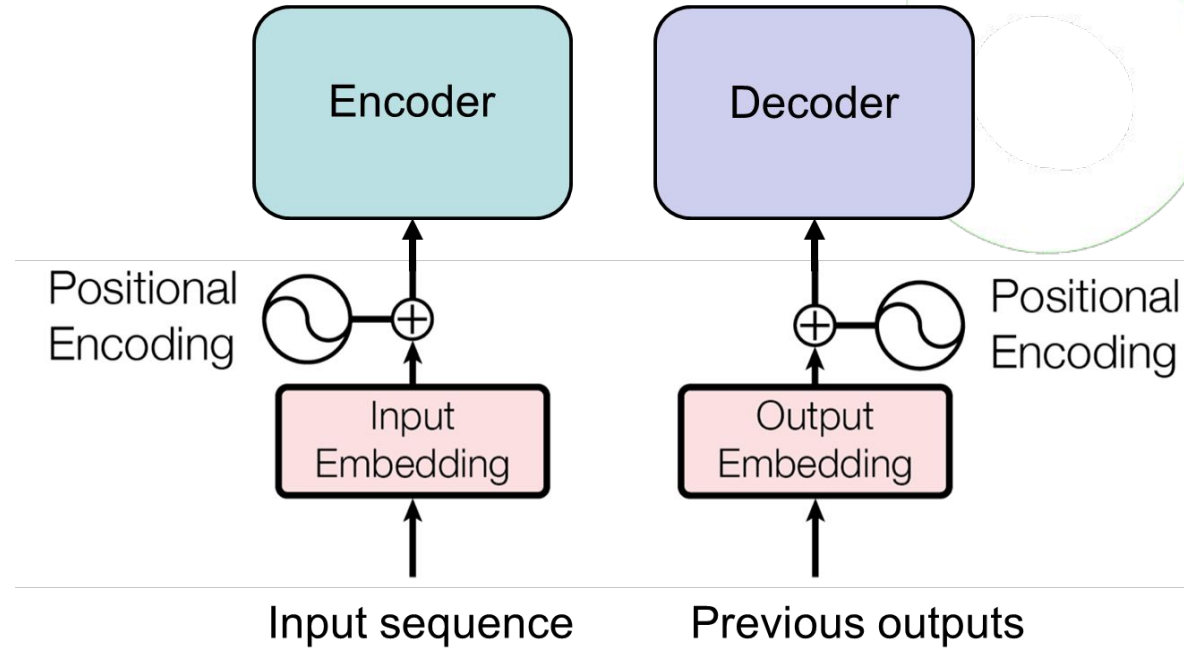 Encoder
Decoder
Positional
Encoding
Positional
Encoding
Input
Embedding
Output
Embedding
Input sequence
Previous outputs